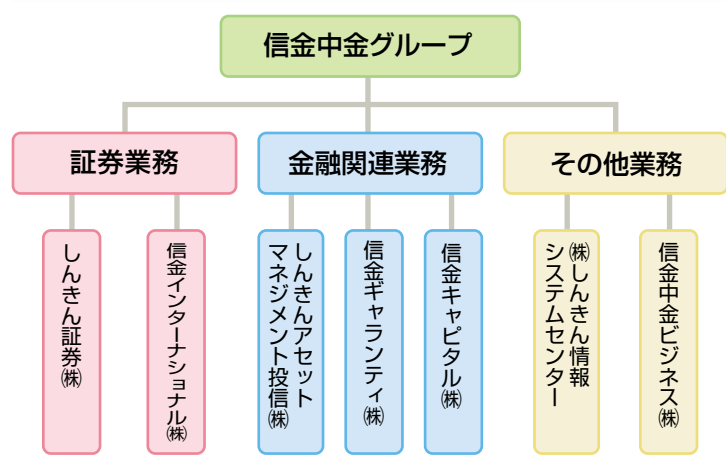 信金中金グループ
証券業務
金融関連業務
その他業務
しんきん証券㈱
信金インターナショナル㈱
しんきんアセット
マネジメント投信㈱
信金ギャランティ㈱
信金キャピタル㈱
㈱しんきん情報
システムセンター
信金中金ビジネス㈱